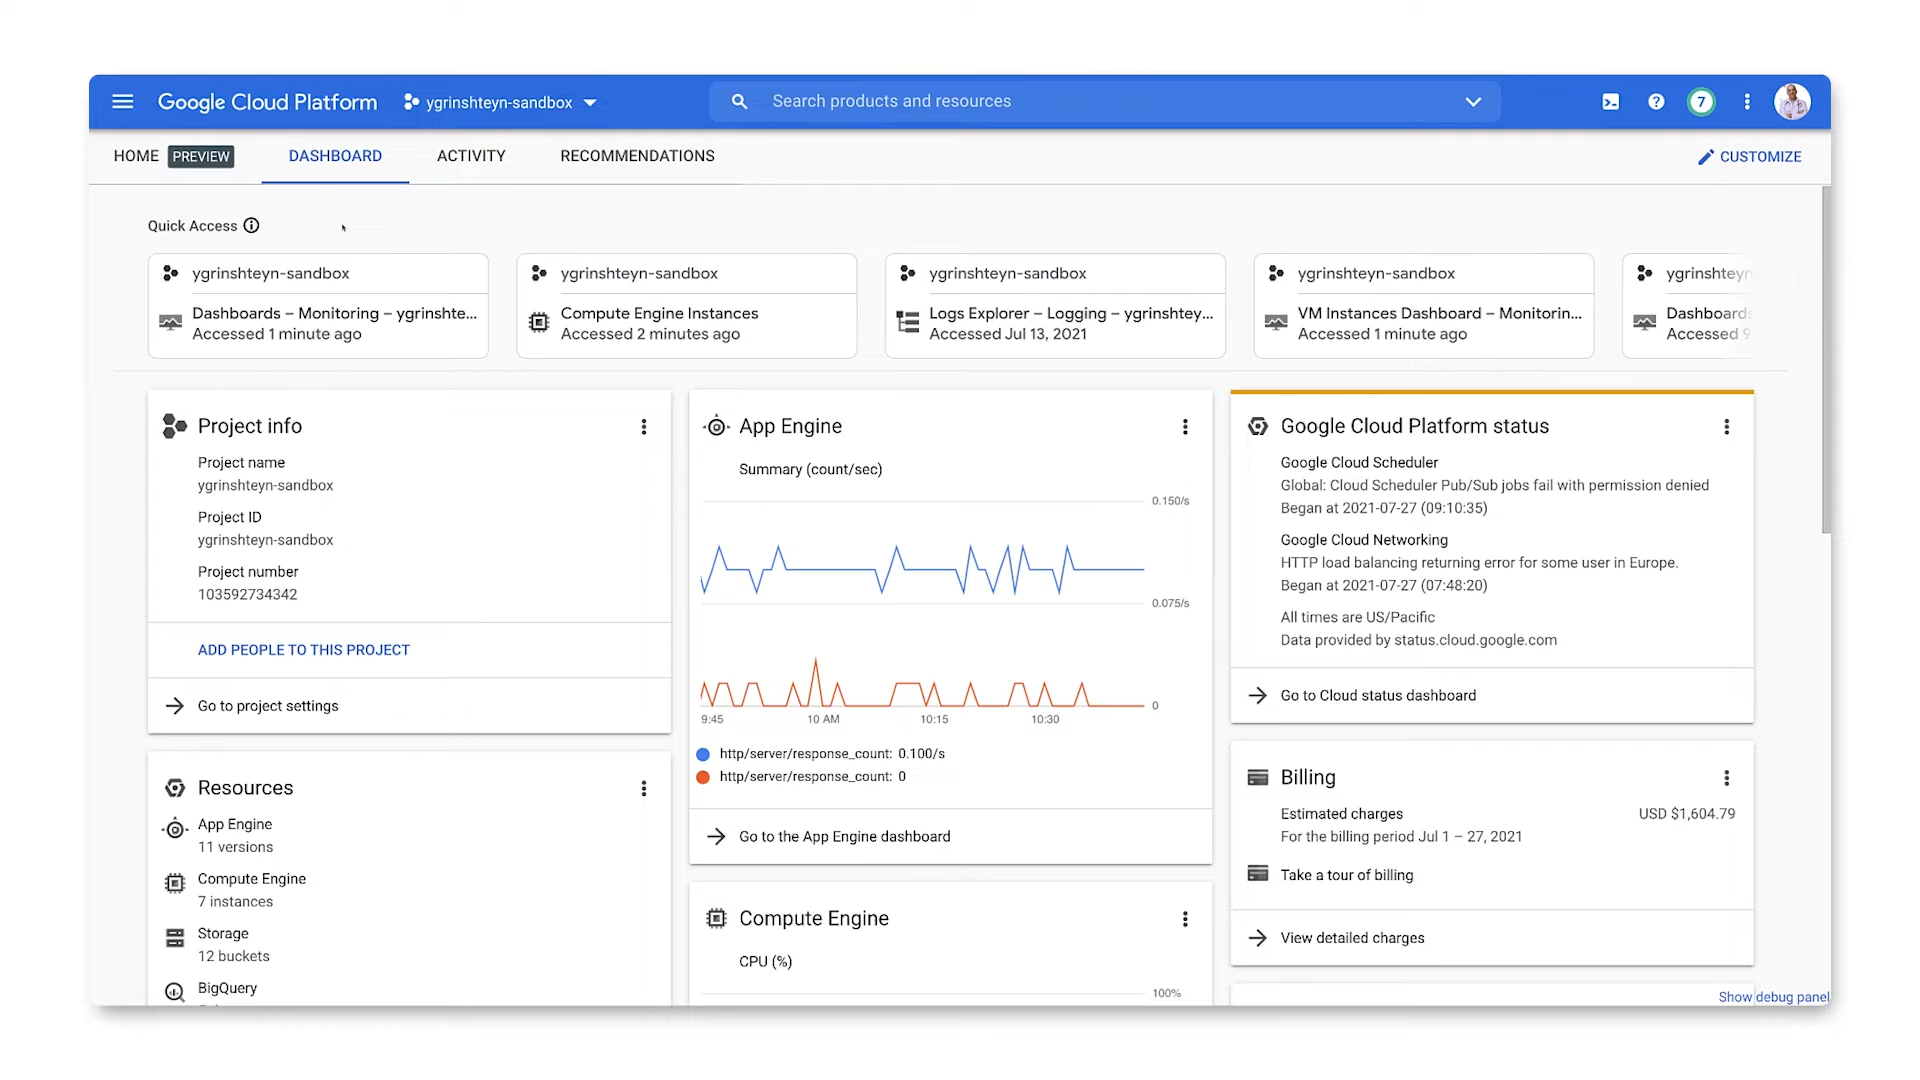 Google Cloud Platform
ygrinshteyn-sandbox
Search products and resources
7
HOME PREVIEW
DASHBOARD
ACTIVITY
RECOMMENDATIONS
CUSTOMIZE
Quick Access
ygrinshteyn-sandbox
Dashboards – Monitoring – ygrinshte...
Accessed 1 minute ago
ygrinshteyn-sandbox
Compute Engine Instances
Accessed 2 minutes ago
ygrinshteyn-sandbox
Logs Explorer – Logging – ygrinshtey...
Accessed Jul 13, 2021
ygrinshteyn-sandbox
VM Instances Dashboard – Monitorin...
Accessed 1 minute ago
ygrinshteyn
Dashboards
Accessed 9
Project info
Project name
ygrinshteyn-sandbox
Project ID
ygrinshteyn-sandbox
Project number
103592734342
ADD PEOPLE TO THIS PROJECT
Go to project settings
Resources
App Engine
11 versions
Compute Engine
7 instances
Storage
12 buckets
BigQuery
App Engine
Summary (count/sec)
0.150/s
0.075/s
0
9:45
10 AM
10:15
10:30
http/server/response_count: 0.100/s
http/server/response_count: 0
Go to the App Engine dashboard
Compute Engine
CPU (%)
100%
Google Cloud Platform status
Google Cloud Scheduler
Global: Cloud Scheduler Pub/Sub jobs fail with permission denied
Began at 2021-07-27 (09:10:35)
Google Cloud Networking
HTTP load balancing returning error for some user in Europe.
Began at 2021-07-27 (07:48:20)
All times are US/Pacific
Data provided by status.cloud.google.com
Go to Cloud status dashboard
Billing
Estimated charges
USD $1,604.79
For the billing period Jul 1 – 27, 2021
Take a tour of billing
View detailed charges
Show debug panel